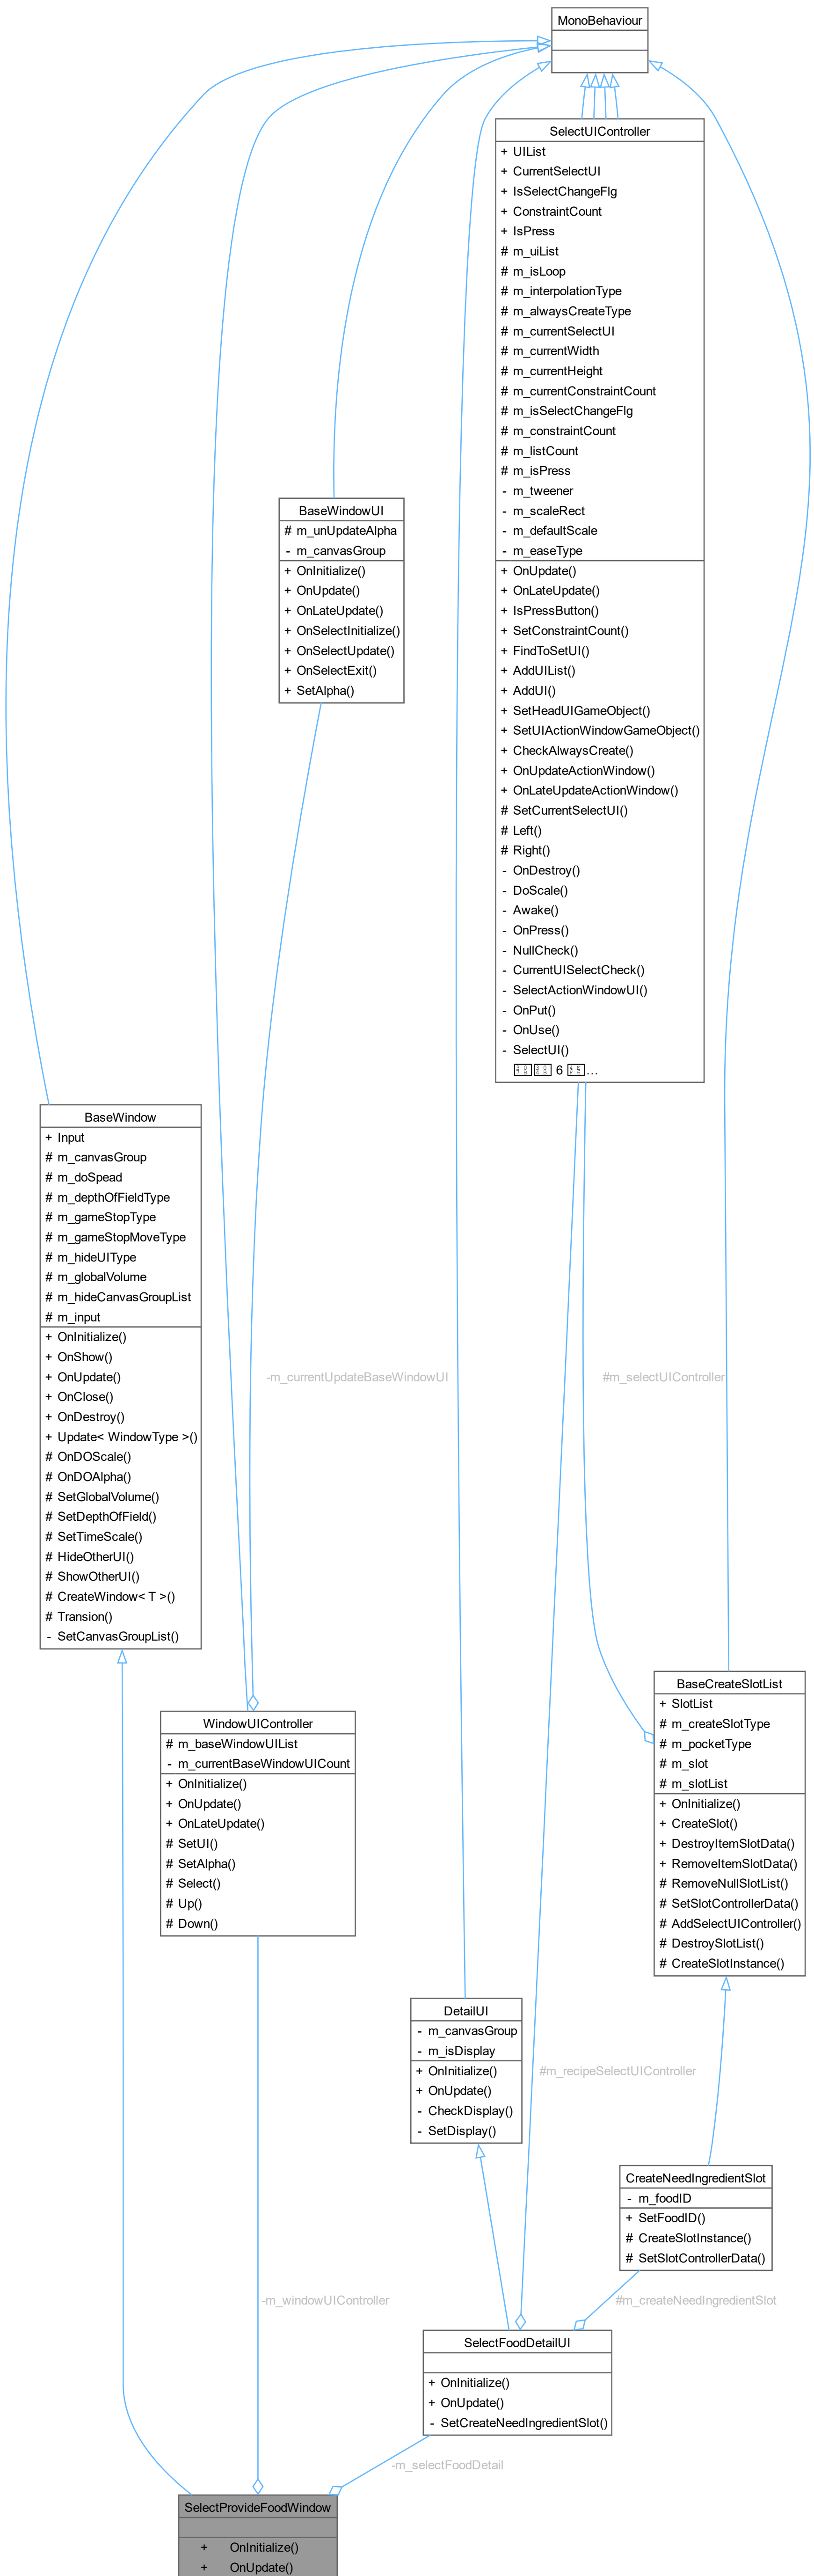 MonoBehaviour
SelectUIController
+ UIList
+ CurrentSelectUI
+ IsSelectChangeFlg
+ ConstraintCount
+ IsPress
# m_uiList
# m_isLoop
# m_interpolationType
# m_alwaysCreateType
# m_currentSelectUI
# m_currentWidth
# m_currentHeight
# m_currentConstraintCount
# m_isSelectChangeFlg
# m_constraintCount
# m_listCount
# m_isPress
- m_tweener
- m_scaleRect
- m_defaultScale
- m_easeType
+ OnUpdate()
+ OnLateUpdate()
+ IsPressButton()
+ SetConstraintCount()
+ FindToSetUI()
+ AddUIList()
+ AddUI()
+ SetHeadUIGameObject()
+ SetUIActionWindowGameObject()
+ CheckAlwaysCreate()
+ OnUpdateActionWindow()
+ OnLateUpdateActionWindow()
# SetCurrentSelectUI()
# Left()
# Right()
- OnDestroy()
- DoScale()
- Awake()
- OnPress()
- NullCheck()
- CurrentUISelectCheck()
- SelectActionWindowUI()
- OnPut()
- OnUse()
- SelectUI()
6 ...
BaseWindowUI
# m_unUpdateAlpha
- m_canvasGroup
+ OnInitialize()
+ OnUpdate()
+ OnLateUpdate()
+ OnSelectInitialize()
+ OnSelectUpdate()
+ OnSelectExit()
+ SetAlpha()
BaseWindow
+ Input
# m_canvasGroup
# m_doSpead
# m_depthOfFieldType
# m_gameStopType
# m_gameStopMoveType
# m_hideUIType
# m_globalVolume
# m_hideCanvasGroupList
# m_input
+ OnInitialize()
+ OnShow()
+ OnUpdate()
+ OnClose()
+ OnDestroy()
+ Update< WindowType >()
# OnDOScale()
# OnDOAlpha()
# SetGlobalVolume()
# SetDepthOfField()
# SetTimeScale()
# HideOtherUI()
# ShowOtherUI()
# CreateWindow< T >()
# Transion()
- SetCanvasGroupList()
-m_currentUpdateBaseWindowUI
#m_selectUIController
WindowUIController
# m_baseWindowUIList
- m_currentBaseWindowUICount
+ OnInitialize()
+ OnUpdate()
+ OnLateUpdate()
# SetUI()
# SetAlpha()
# Select()
# Up()
# Down()
BaseCreateSlotList
+ SlotList
# m_createSlotType
# m_pocketType
# m_slot
# m_slotList
+ OnInitialize()
+ CreateSlot()
+ DestroyItemSlotData()
+ RemoveItemSlotData()
# RemoveNullSlotList()
# SetSlotControllerData()
# AddSelectUIController()
# DestroySlotList()
# CreateSlotInstance()
DetailUI
- m_canvasGroup
- m_isDisplay
+ OnInitialize()
+ OnUpdate()
- CheckDisplay()
- SetDisplay()
#m_recipeSelectUIController
CreateNeedIngredientSlot
- m_foodID
+ SetFoodID()
# CreateSlotInstance()
# SetSlotControllerData()
-m_windowUIController
#m_createNeedIngredientSlot
SelectFoodDetailUI
+ OnInitialize()
+ OnUpdate()
- SetCreateNeedIngredientSlot()
-m_selectFoodDetail
SelectProvideFoodWindow
+ OnInitialize()
+ OnUpdate()